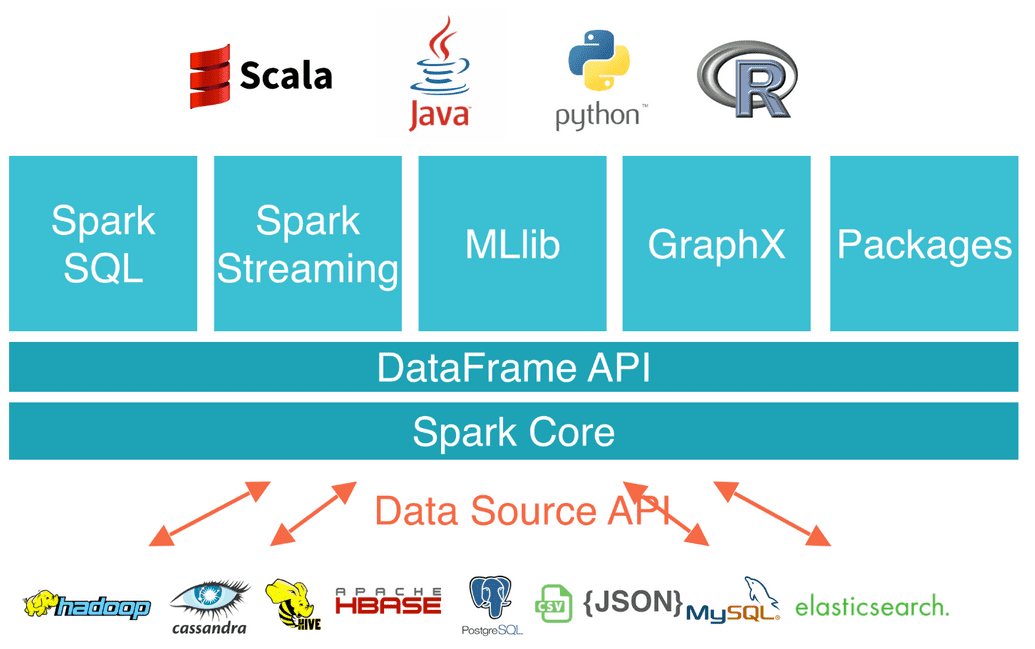 Scala
Java™
python™
R
Spark
SQL
Spark
Streaming
MLlib
GraphX
Packages
DataFrame API
Spark Core
Data Source API
hadoop
cassandra
HIVE
APACHE
HBASE
PostgreSQL
CSV
{JSON}
MySQL®
elasticsearch.